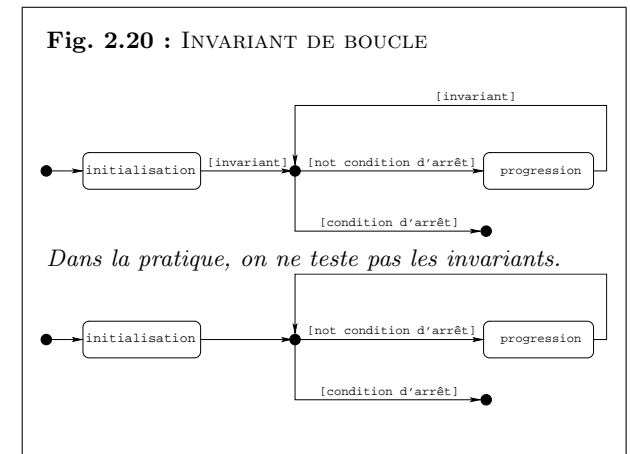 Fig. 2.20 : INVARIANT DE BOUCLE
[invariant]
initialisation
[invariant]
[not condition d'arrêt]
progression
[condition d'arrêt]
Dans la pratique, on ne teste pas les invariants.
initialisation
[not condition d'arrêt]
progression
[condition d'arrêt]